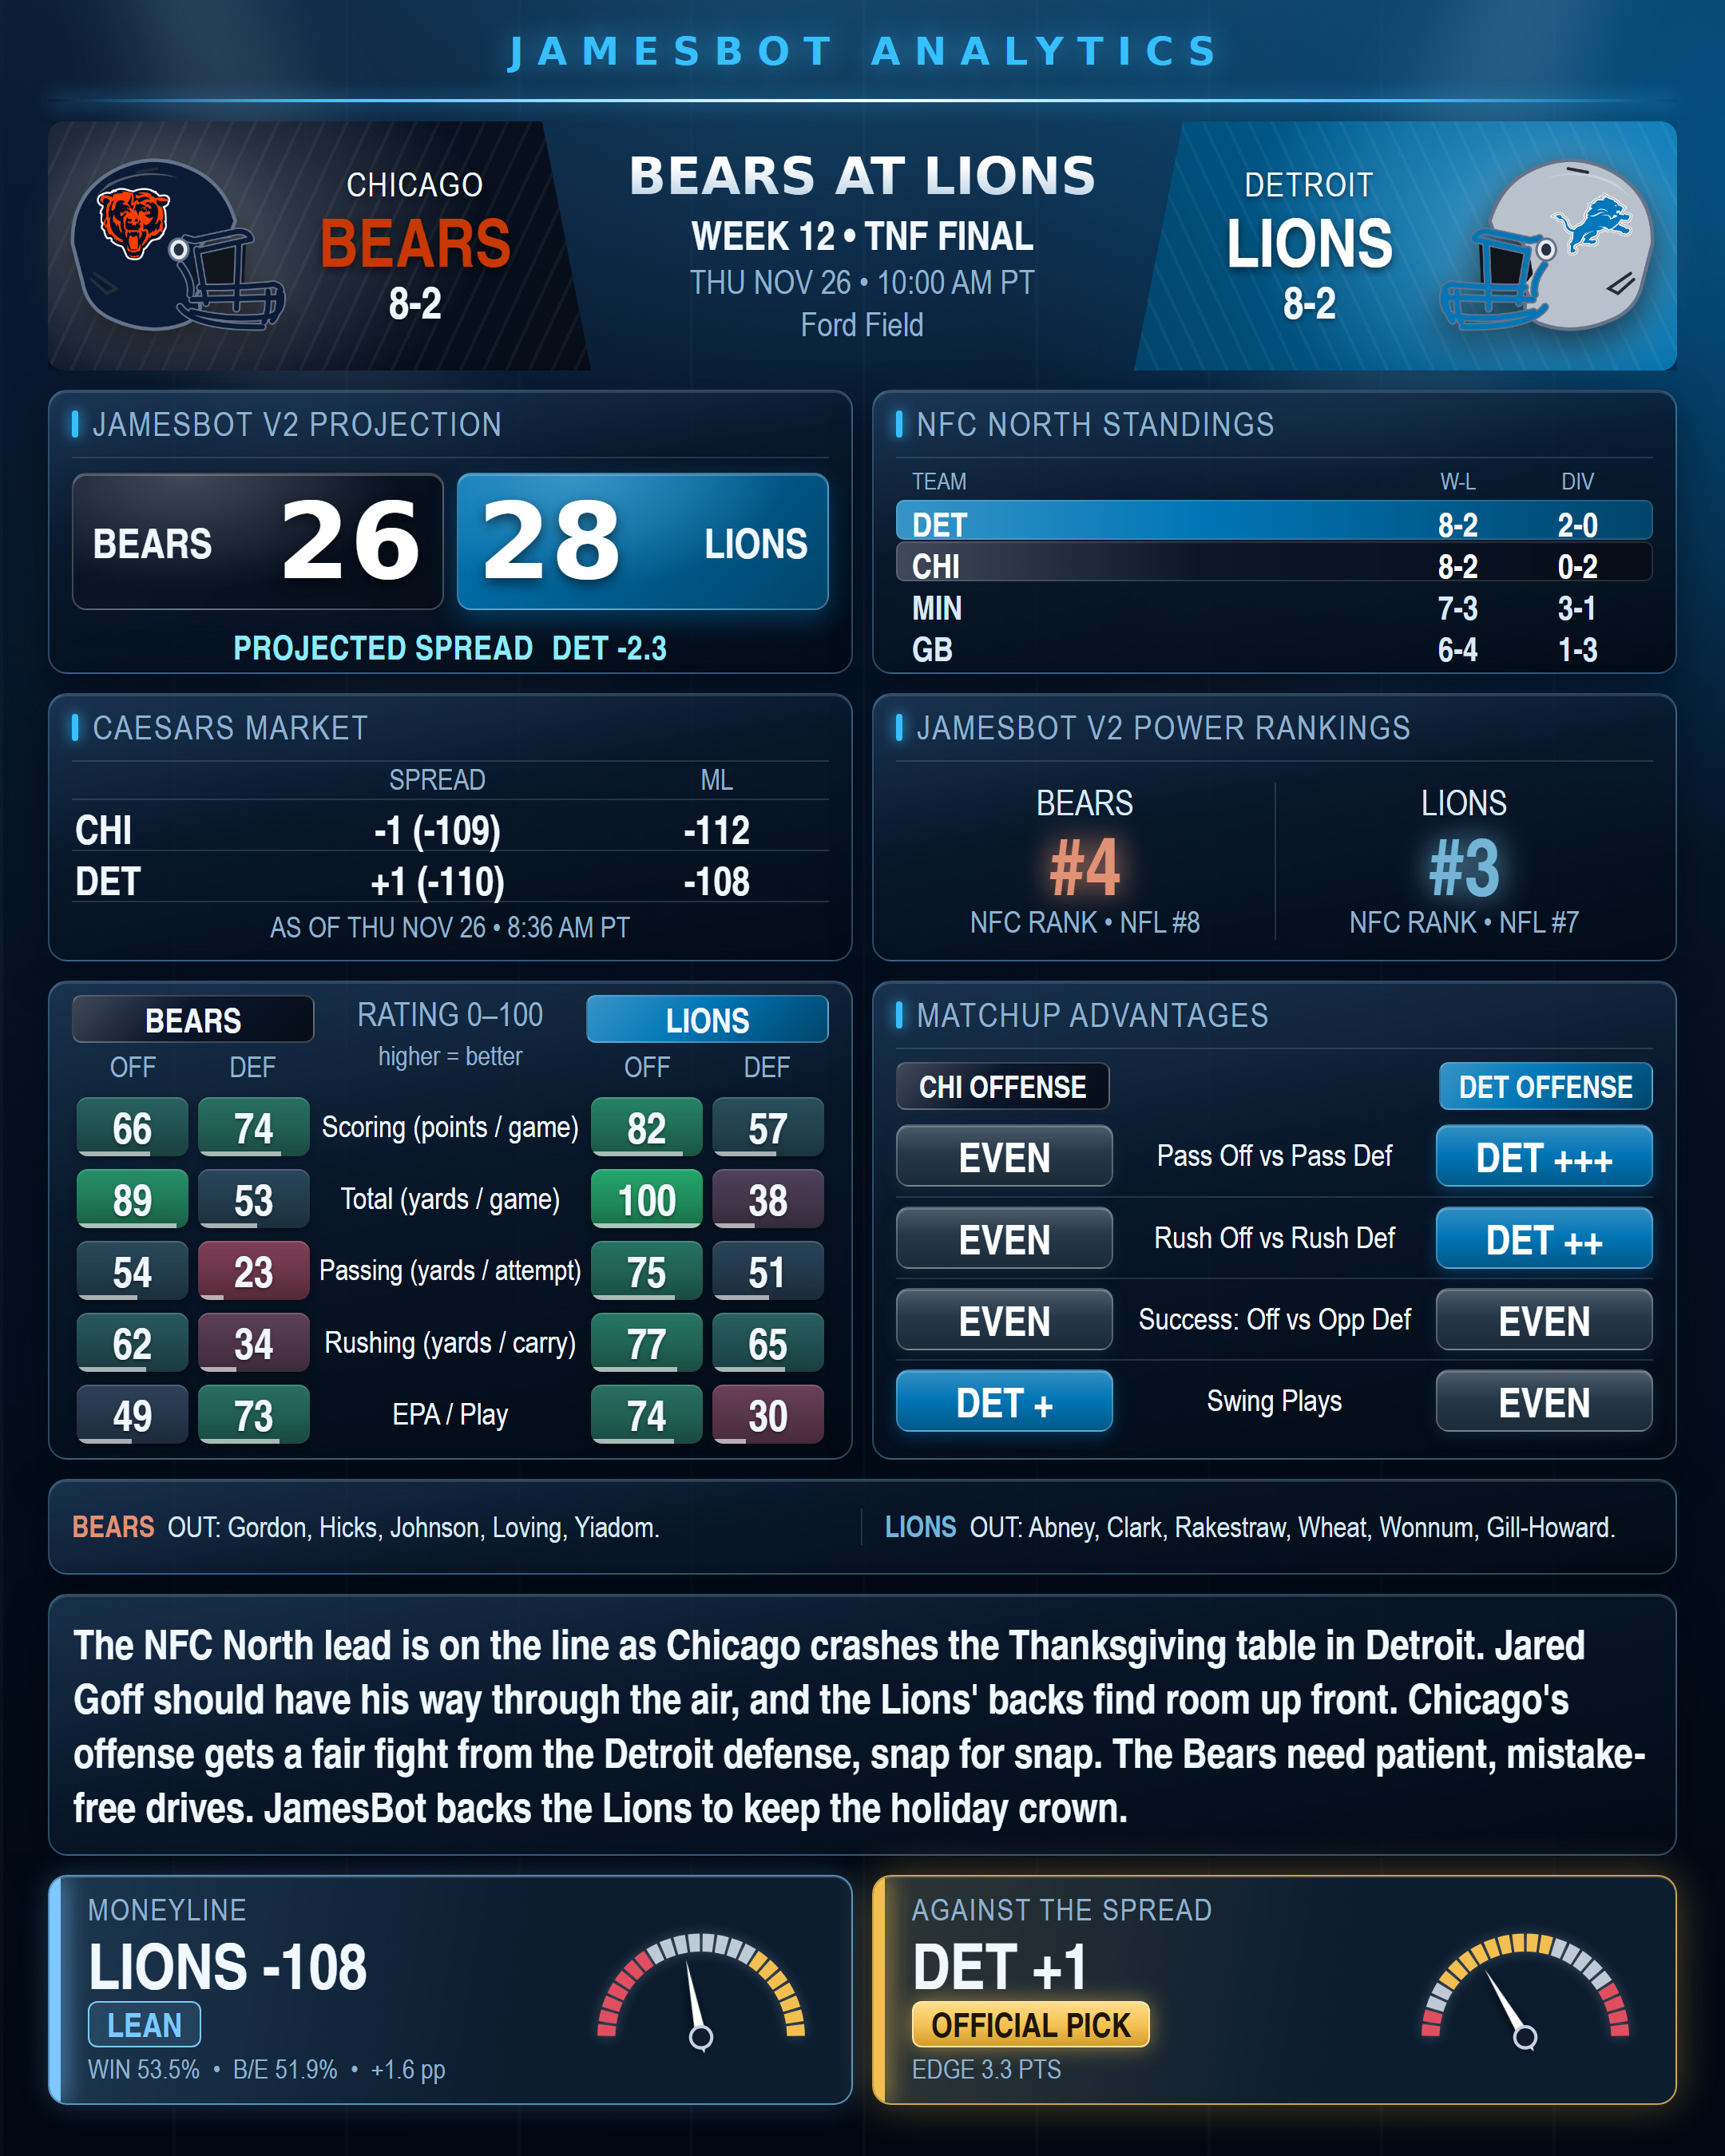 JAMESBOT ANALYTICS
CHICAGO
BEARS
8-2
BEARS AT LIONS
WEEK 12 • TNF FINAL
THU NOV 26 • 10:00 AM PT
Ford Field
DETROIT
LIONS
8-2
JAMESBOT V2 PROJECTION
BEARS 26 28 LIONS
PROJECTED SPREAD DET -2.3
NFC NORTH STANDINGS
TEAM W-L DIV
DET 8-2 2-0
CHI 8-2 0-2
MIN 7-3 3-1
GB 6-4 1-3
CAESARS MARKET
SPREAD ML
CHI -1 (-109) -112
DET +1 (-110) -108
AS OF THU NOV 26 • 8:36 AM PT
JAMESBOT V2 POWER RANKINGS
BEARS LIONS
#4 #3
NFC RANK • NFL #8 NFC RANK • NFL #7
BEARS RATING 0–100 LIONS
OFF DEF higher = better OFF DEF
66 74 Scoring (points / game) 82 57
89 53 Total (yards / game) 100 38
54 23 Passing (yards / attempt) 75 51
62 34 Rushing (yards / carry) 77 65
49 73 EPA / Play 74 30
MATCHUP ADVANTAGES
CHI OFFENSE DET OFFENSE
EVEN Pass Off vs Pass Def DET +++
EVEN Rush Off vs Rush Def DET ++
EVEN Success: Off vs Opp Def EVEN
DET + Swing Plays EVEN
BEARS OUT: Gordon, Hicks, Johnson, Loving, Yiadom.
LIONS OUT: Abney, Clark, Rakestraw, Wheat, Wonnum, Gill-Howard.
The NFC North lead is on the line as Chicago crashes the Thanksgiving table in Detroit. Jared
Goff should have his way through the air, and the Lions' backs find room up front. Chicago's
offense gets a fair fight from the Detroit defense, snap for snap. The Bears need patient, mistake-
free drives. JamesBot backs the Lions to keep the holiday crown.
MONEYLINE
LIONS -108
LEAN
WIN 53.5% • B/E 51.9% • +1.6 pp
AGAINST THE SPREAD
DET +1
OFFICIAL PICK
EDGE 3.3 PTS